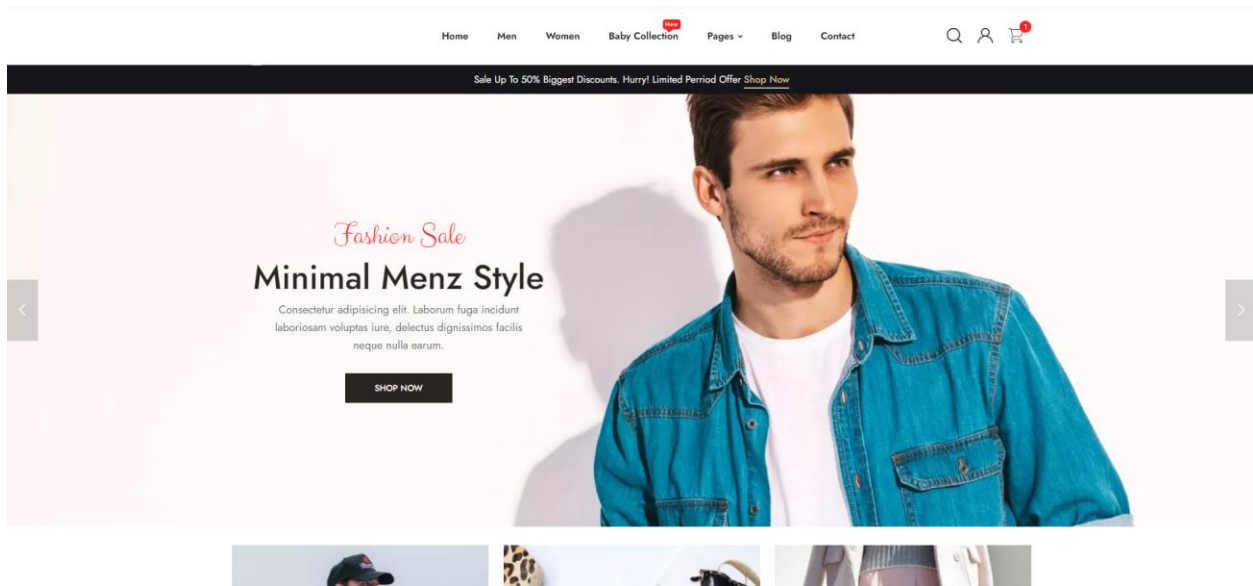 New
Home Men Women Baby Collection Pages Blog Contact
1
Sale Up To 50% Biggest Discounts. Hurry! Limited Perriod Offer Shop Now
Fashion Sale
Minimal Menz Style
Consectetur adipisicing elit. Laborum fuga incidunt
laboriosam voluptas iure, delectus dignissimos facilis
neque nulla earum.
SHOP NOW